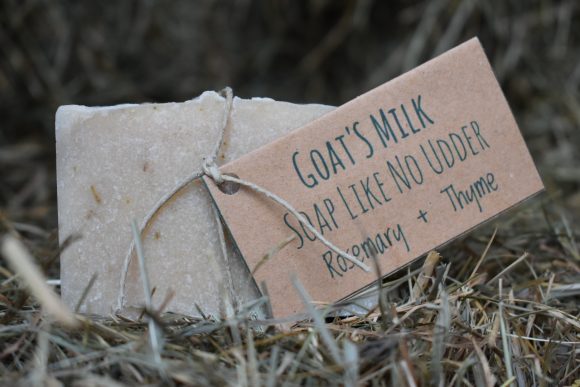 Goat's Milk
Soap Like No Udder
Rosemary + Thyme